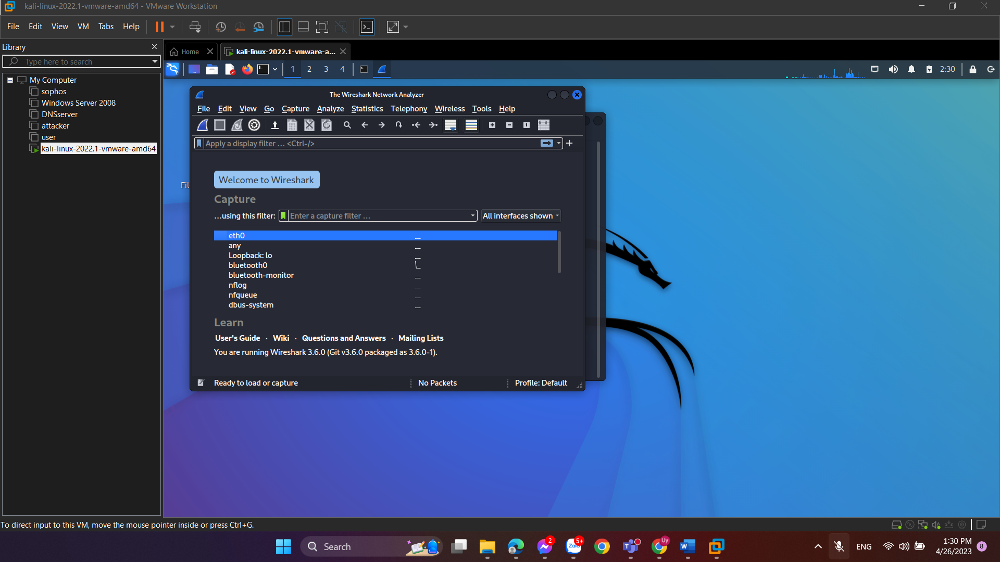 kali-linux-2022.1-vmware-amd64 - VMware Workstation
File Edit View VM Tabs Help
Library
Type here to search
My Computer
sophos
Windows Server 2008
DNSserver
attacker
user
kali-linux-2022.1-vmware-amd64
Home
kali-linux-2022.1-vmware-a...
1 2 3 4
2:30
Fil
The Wireshark Network Analyzer
File Edit View Go Capture Analyze Statistics Telephony Wireless Tools Help
Apply a display filter ... <Ctrl-/>
Welcome to Wireshark
Capture
...using this filter: Enter a capture filter ... All interfaces shown
eth0
any
Loopback: lo
bluetooth0
bluetooth-monitor
nflog
nfqueue
dbus-system
Learn
User's Guide · Wiki · Questions and Answers · Mailing Lists
You are running Wireshark 3.6.0 (Git v3.6.0 packaged as 3.6.0-1).
Ready to load or capture No Packets Profile: Default
To direct input to this VM, move the mouse pointer inside or press Ctrl+G.
Search
2
Zalo
5+
Uy
ENG
1:30 PM
4/26/2023
8